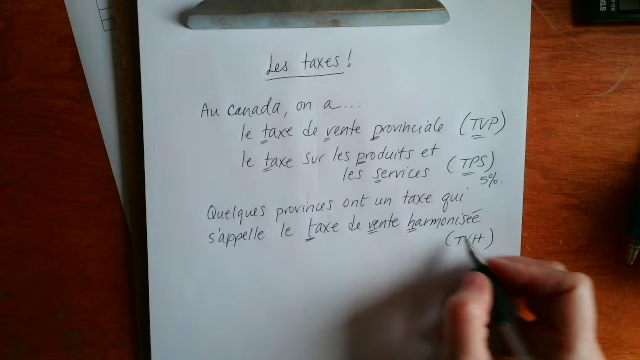 Les taxes!
Au Canada, on a...
le taxe de vente provinciale (TVP)
le taxe sur les produits et
les services (TPS)
5%.
Quelques provinces ont un taxe qui
s'appelle le taxe de vente harmonisée
(TVH)